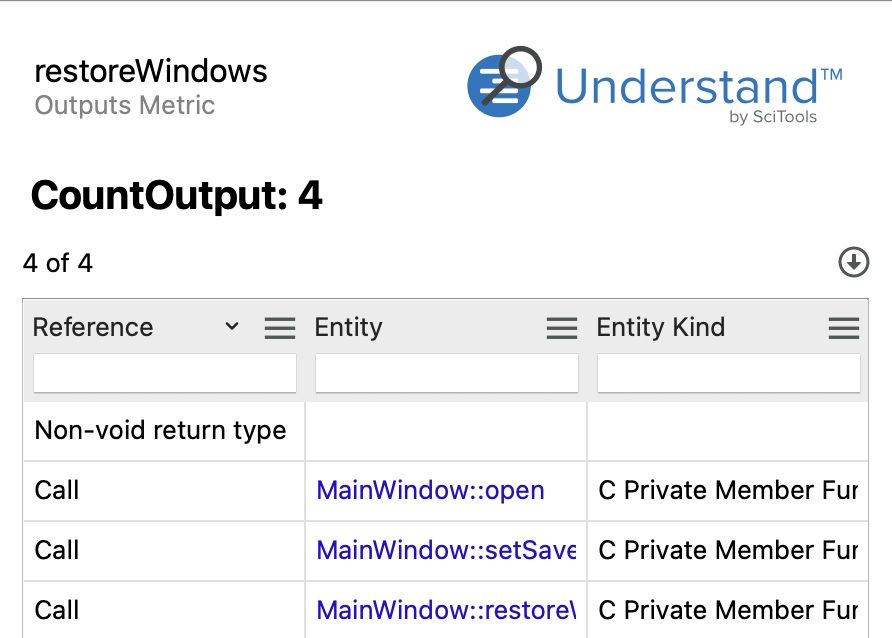 restoreWindows
Outputs Metric
Understand™
by SciTools
CountOutput: 4
4 of 4
Reference Entity Entity Kind
Non-void return type
Call MainWindow::open C Private Member Fur
Call MainWindow::setSave C Private Member Fur
Call MainWindow::restore\ C Private Member Fur